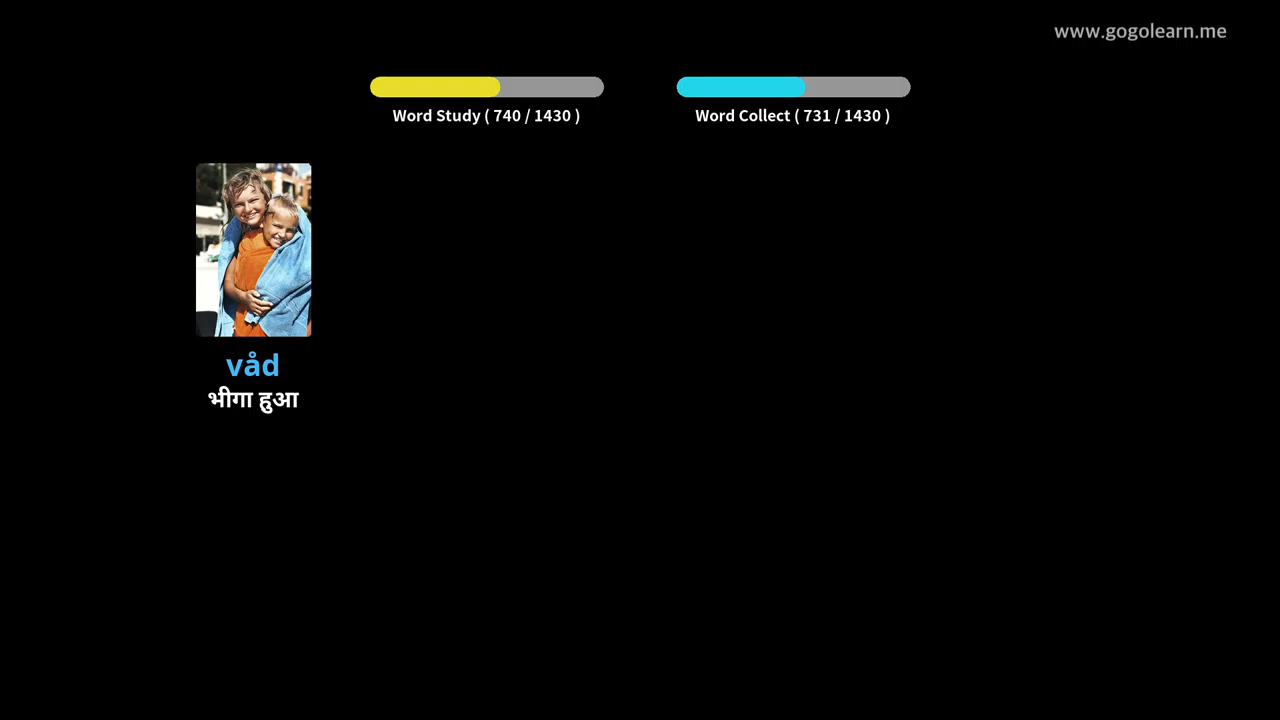 www.gogolearn.me
Word Study ( 740 / 1430 )
Word Collect ( 731 / 1430 )
våd
भीगा हुआ